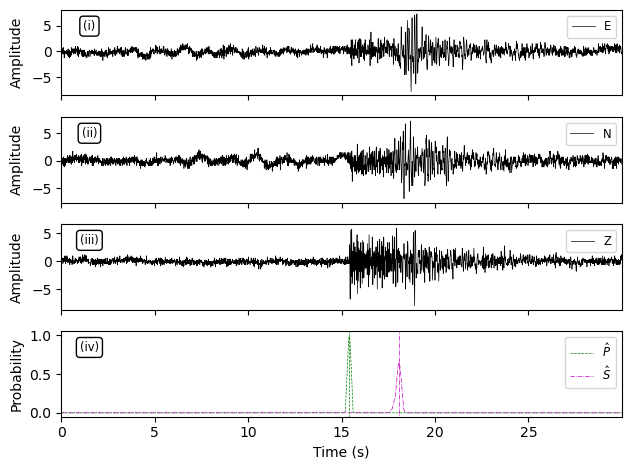 (i)
E
Amplitude
5
0
−5
(ii)
N
Amplitude
5
0
−5
(iii)
Z
Amplitude
5
0
−5
(iv)
P̂
Ŝ
Probability
1.0
0.5
0.0
0 5 10 15 20 25
Time (s)